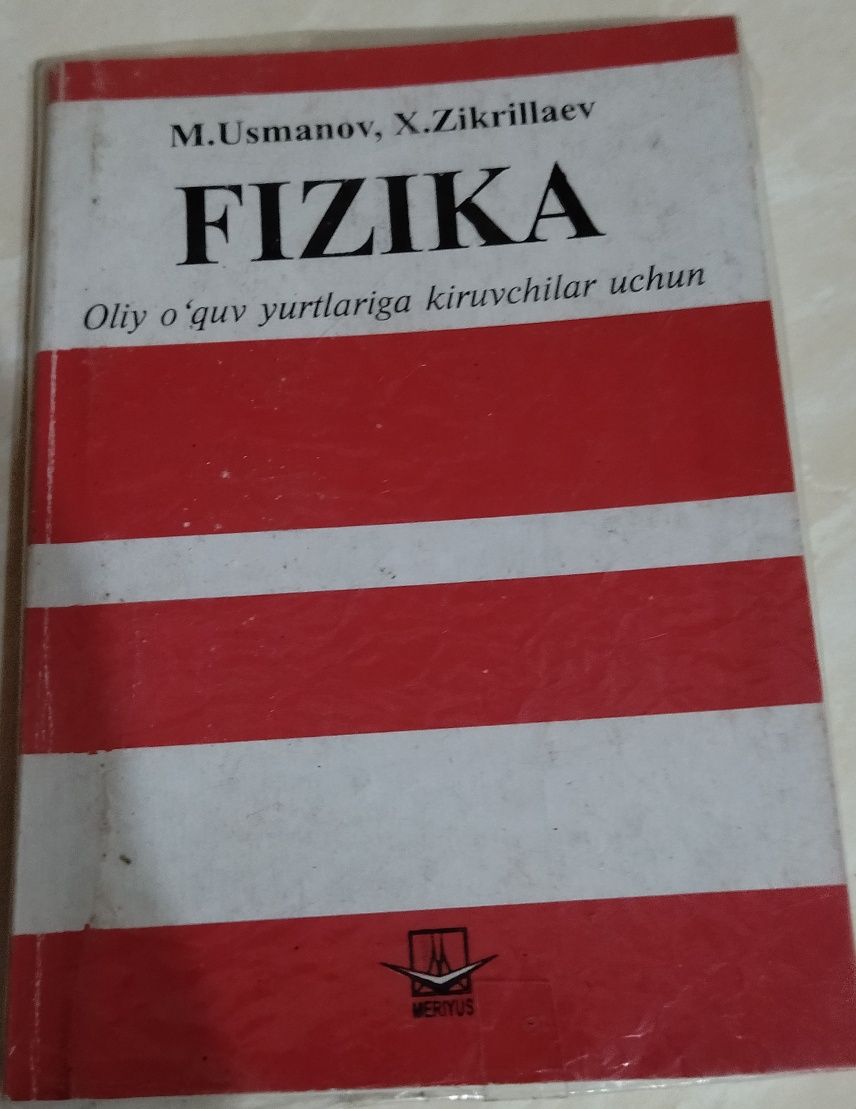 M.Usmanov, X.Zikrillaev
FIZIKA
Oliy o‘quv yurtlariga kiruvchilar uchun
MERIYUS